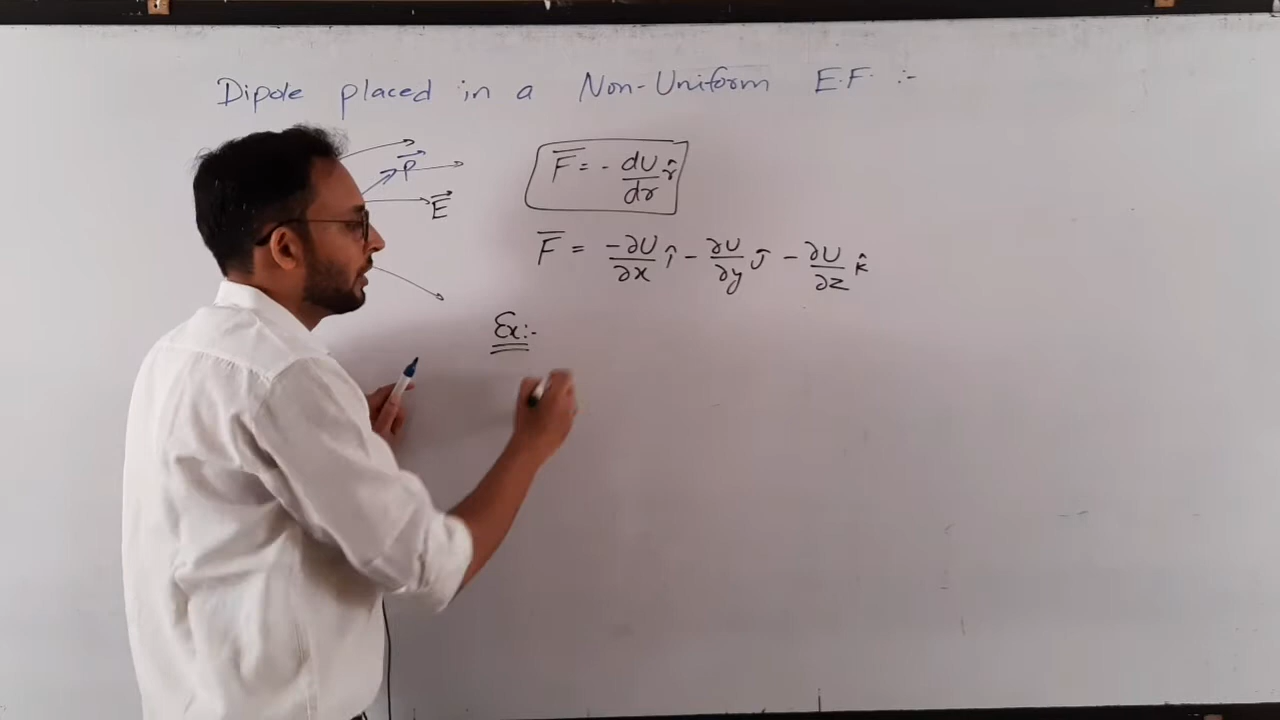 Dipole placed in a Non-Uniform E.F. :-
P⃗
E⃗
F̅ = - dU/dr r̂
F̅ = -∂U/∂x î - ∂U/∂y ĵ - ∂U/∂z k̂
Ex:-